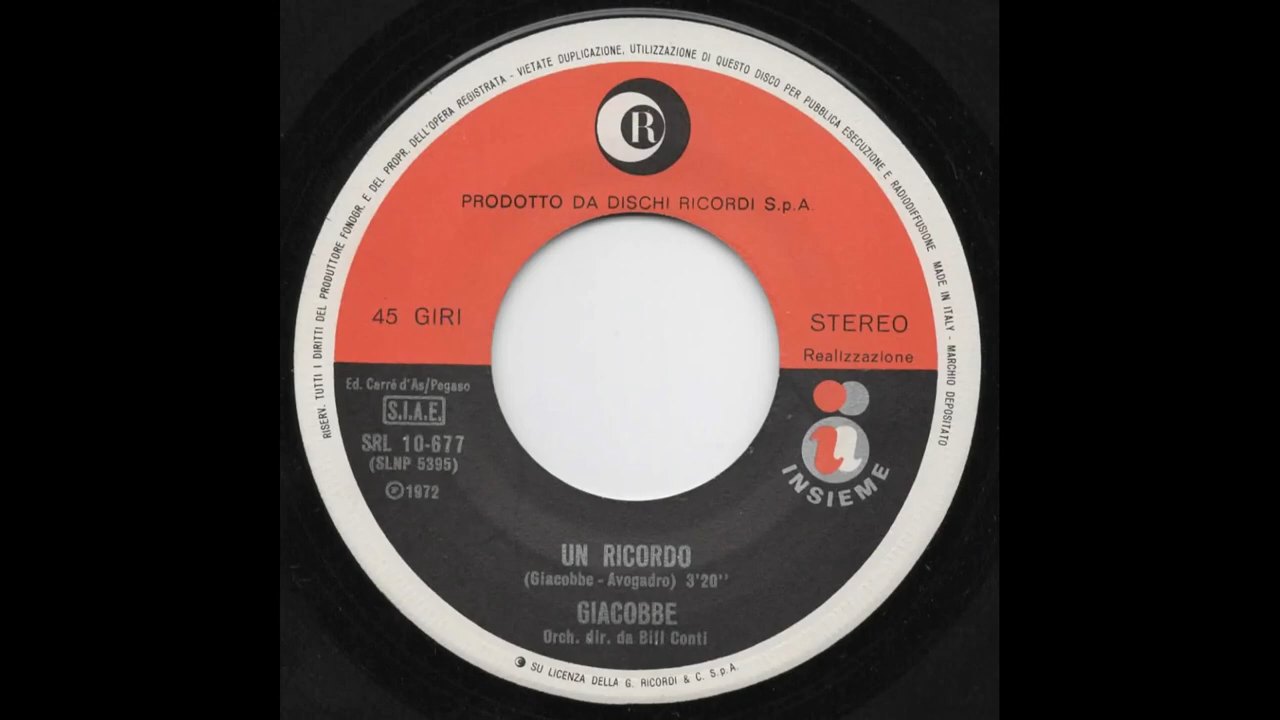 RISERV. TUTTI I DIRITTI DEL PRODUTTORE FONOGR. E DEL PROPR. DELL'OPERA REGISTRATA - VIETATE DUPLICAZIONE, UTILIZZAZIONE DI QUESTO DISCO PER PUBBLICA ESECUZIONE E RADIODIFFUSIONE MADE IN ITALY - MARCHIO DEPOSITATO
R
PRODOTTO DA DISCHI RICORDI S.p.A.
45 GIRI
STEREO
Realizzazione
Ed. Carré d'As/Pegaso
S.I.A.E.
SRL 10-677
(SLNP 5395)
℗ 1972
INSIEME
UN RICORDO
(Giacobbe - Avogadro) 3'20''
GIACOBBE
Orch. dir. da Bill Conti
SU LICENZA DELLA G. RICORDI & C. S.p.A.